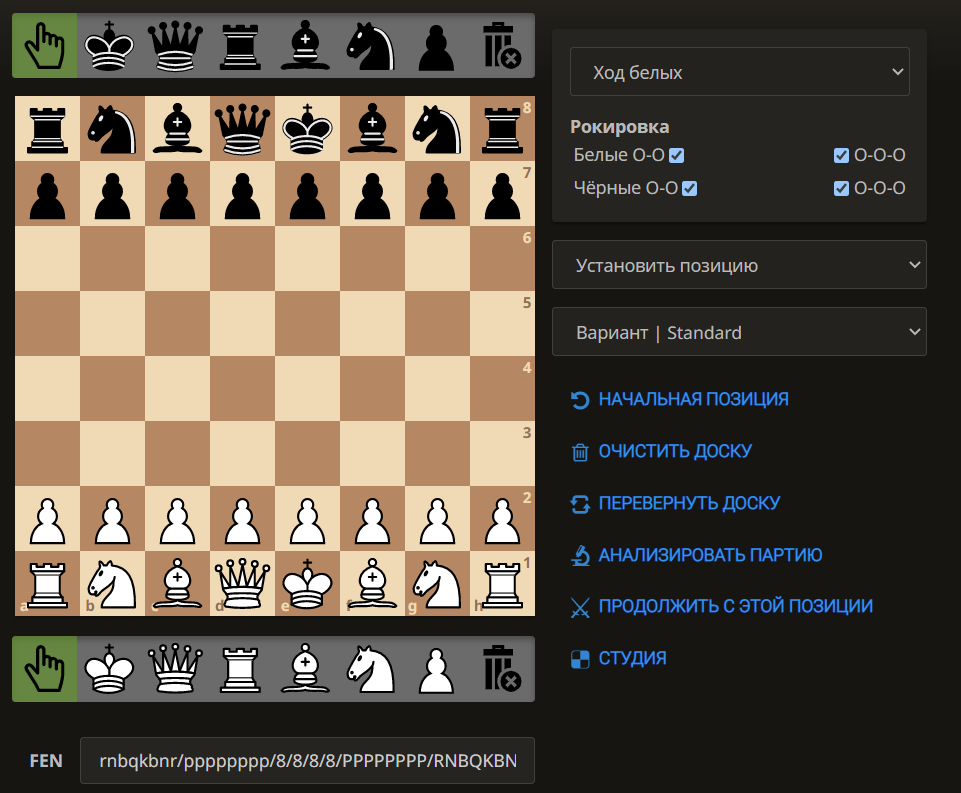 8
7
6
5
4
3
2
1
a b c d e f g h
FEN rnbqkbnr/pppppppp/8/8/8/8/PPPPPPPP/RNBQKBN
Ход белых
Рокировка
Белые O-O O-O-O
Чёрные O-O O-O-O
Установить позицию
Вариант | Standard
НАЧАЛЬНАЯ ПОЗИЦИЯ
ОЧИСТИТЬ ДОСКУ
ПЕРЕВЕРНУТЬ ДОСКУ
АНАЛИЗИРОВАТЬ ПАРТИЮ
ПРОДОЛЖИТЬ С ЭТОЙ ПОЗИЦИИ
СТУДИЯ